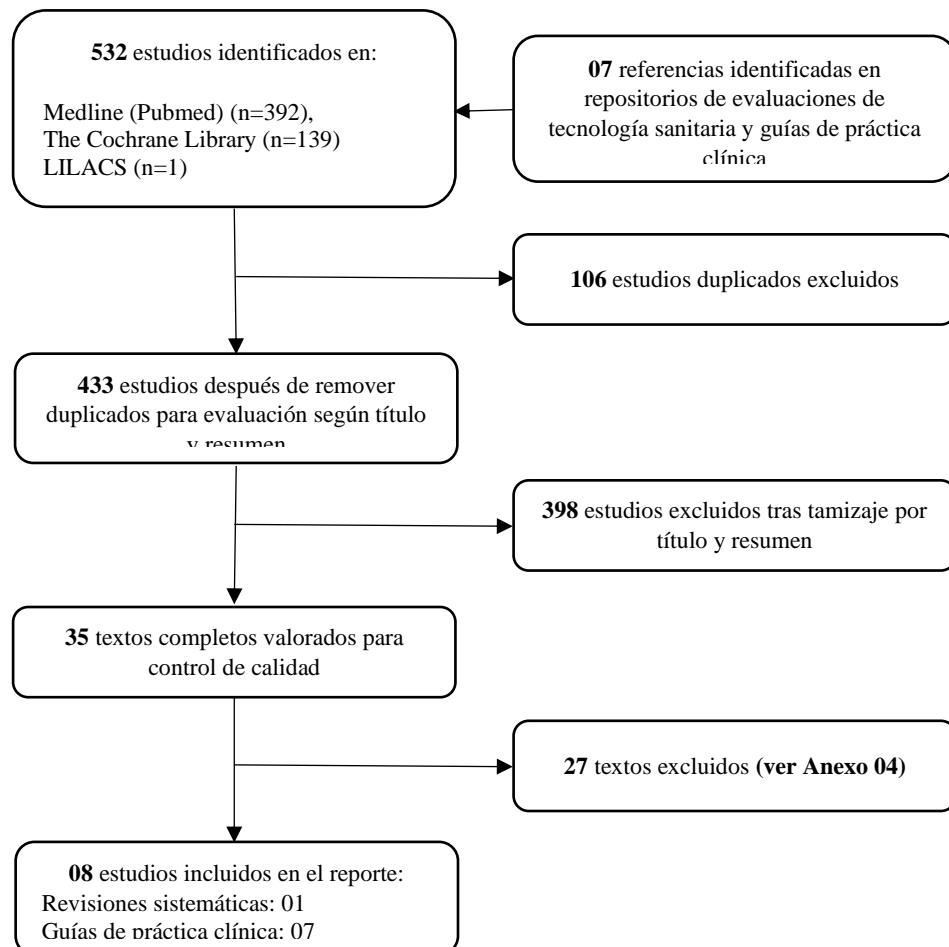 532 estudios identificados en:
Medline (Pubmed) (n=392),
The Cochrane Library (n=139)
LILACS (n=1)
07 referencias identificadas en
repositorios de evaluaciones de
tecnología sanitaria y guías de práctica
clínica
106 estudios duplicados excluidos
433 estudios después de remover
duplicados para evaluación según título
y resumen
398 estudios excluidos tras tamizaje por
título y resumen
35 textos completos valorados para
control de calidad
27 textos excluidos (ver Anexo 04)
08 estudios incluidos en el reporte:
Revisiones sistemáticas: 01
Guías de práctica clínica: 07